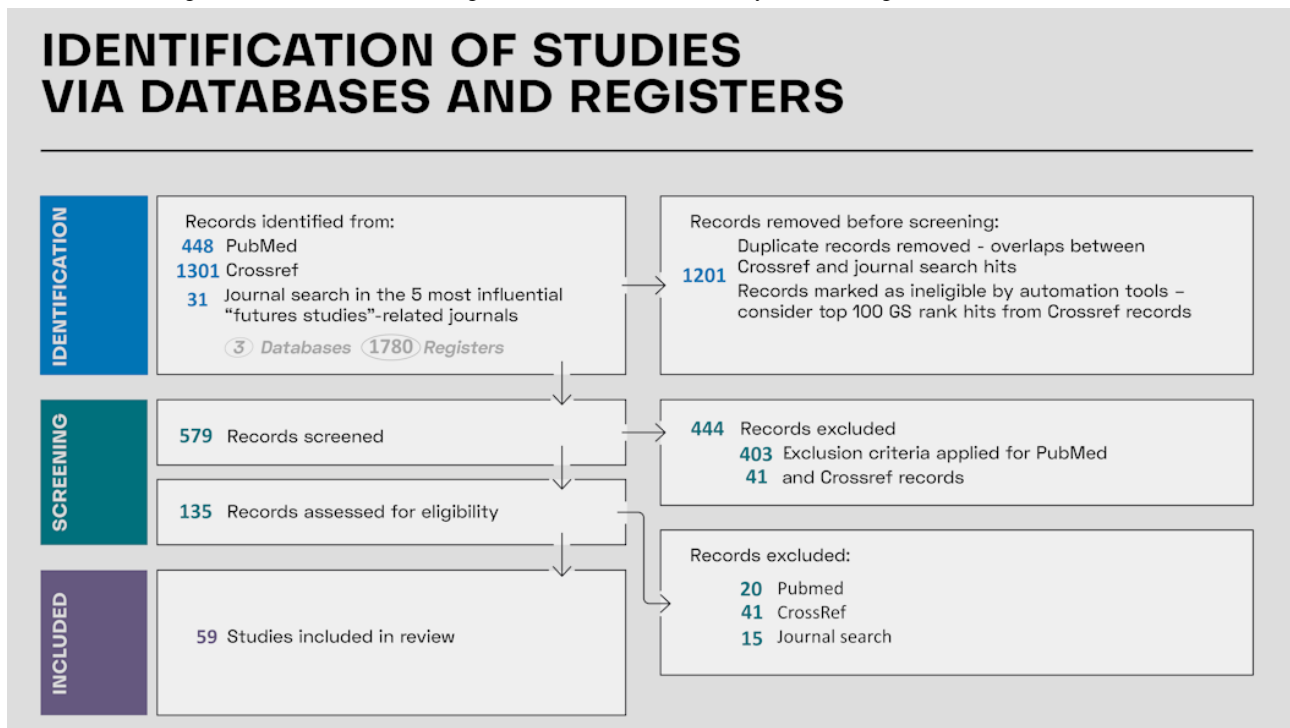 IDENTIFICATION OF STUDIES
VIA DATABASES AND REGISTERS
IDENTIFICATION
Records identified from:
448 PubMed
1301 Crossref
31 Journal search in the 5 most influential
“futures studies”-related journals
3 Databases 1780 Registers
Records removed before screening:
Duplicate records removed - overlaps between
1201 Crossref and journal search hits
Records marked as ineligible by automation tools –
consider top 100 GS rank hits from Crossref records
SCREENING
579 Records screened
444 Records excluded
403 Exclusion criteria applied for PubMed
41 and Crossref records
135 Records assessed for eligibility
Records excluded:
20 Pubmed
41 CrossRef
15 Journal search
INCLUDED
59 Studies included in review